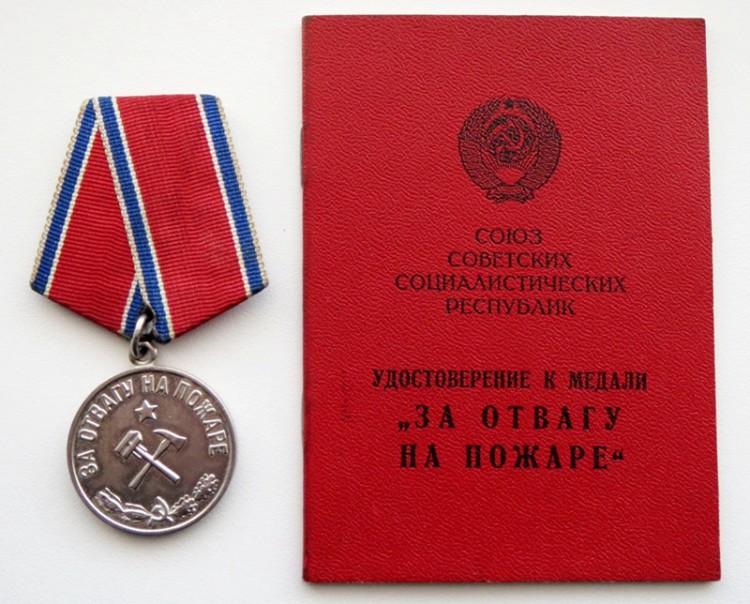 ЗА ОТВАГУ НА ПОЖАРЕ
СОЮЗ
СОВЕТСКИХ
СОЦИАЛИСТИЧЕСКИХ
РЕСПУБЛИК
УДОСТОВЕРЕНИЕ К МЕДАЛИ
„ЗА ОТВАГУ
НА ПОЖАРЕ“